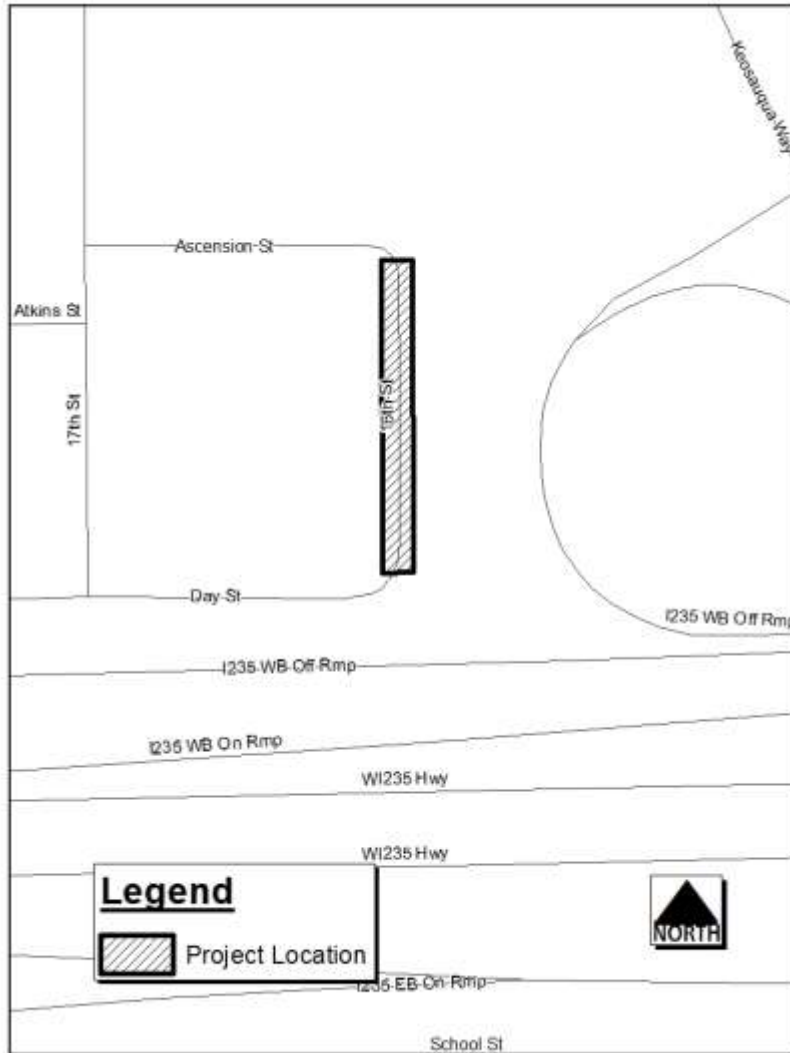 Keosauqua Way
Ascension St
Atkins St
16th St
17th St
Day St
I235 WB Off Rmp
I235 WB Off Rmp
I235 WB On Rmp
WI235 Hwy
WI235 Hwy
Legend
Project Location
NORTH
I235 EB On Rmp
School St